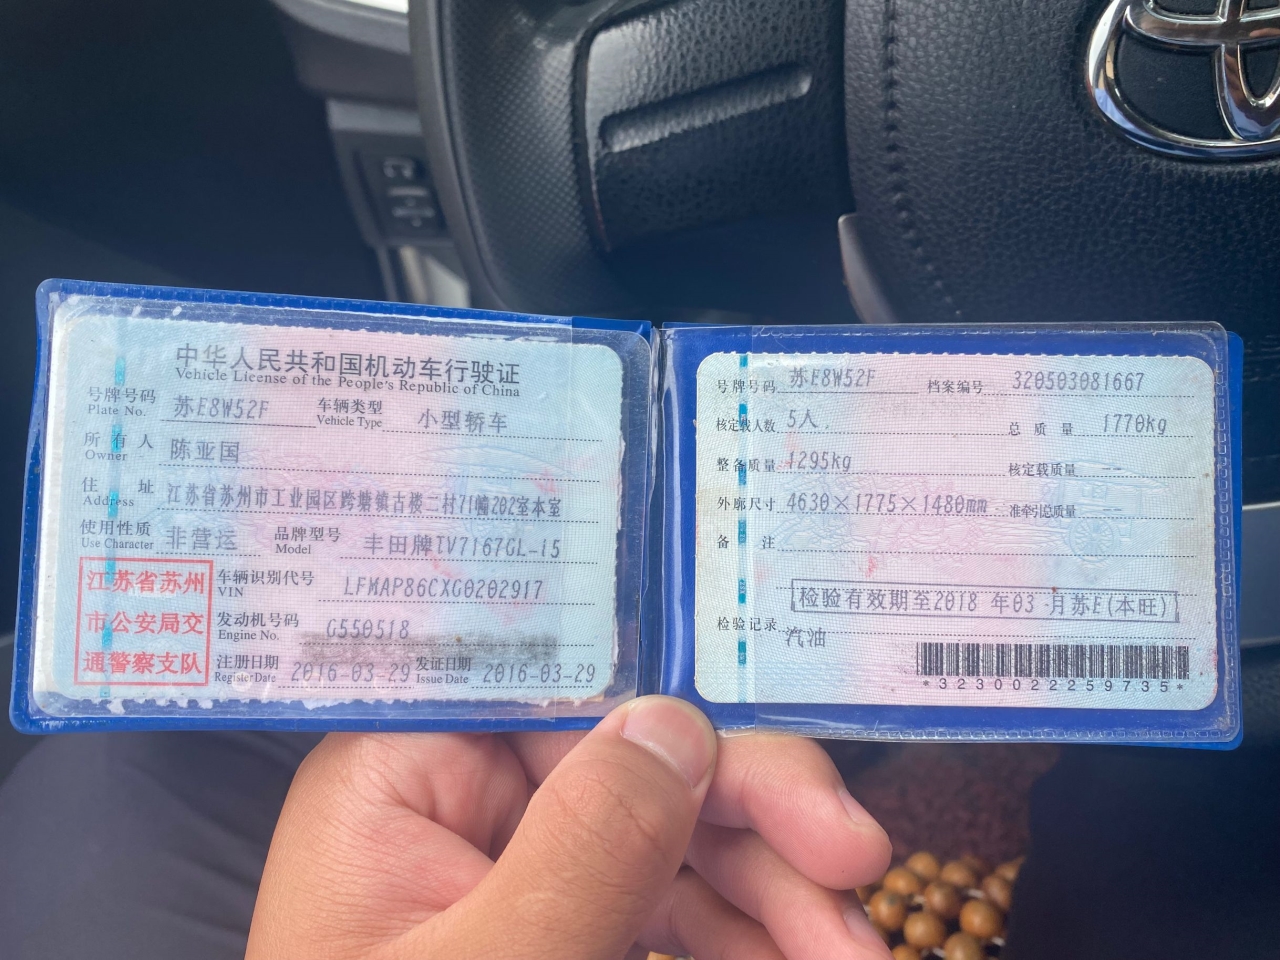 中华人民共和国机动车行驶证
Vehicle License of the People's Republic of China
号牌号码 苏E8W52F 车辆类型 小型轿车
Plate No. Vehicle Type
所有人 陈亚国
Owner
住址 江苏省苏州市工业园区跨塘镇古楼二村71幢202室本室
Address
使用性质 非营运 品牌型号 丰田牌TV7167GL-i5
Use Character Model
江苏省苏州
市公安局交
通警察支队
车辆识别代号 LFMAP86CXG0202917
VIN
发动机号码 G550518
Engine No.
注册日期 2016-03-29 发证日期 2016-03-29
Register Date Issue Date
号牌号码 苏E8W52F 档案编号 320503081667
核定载人数 5人 总质量 1770kg
整备质量 1295kg 核定载质量 --
外廓尺寸 4630×1775×1480mm 准牵引总质量 --
备注
检验有效期至2018 年03 月苏E(本旺)
检验记录
汽油
*3230022259735*